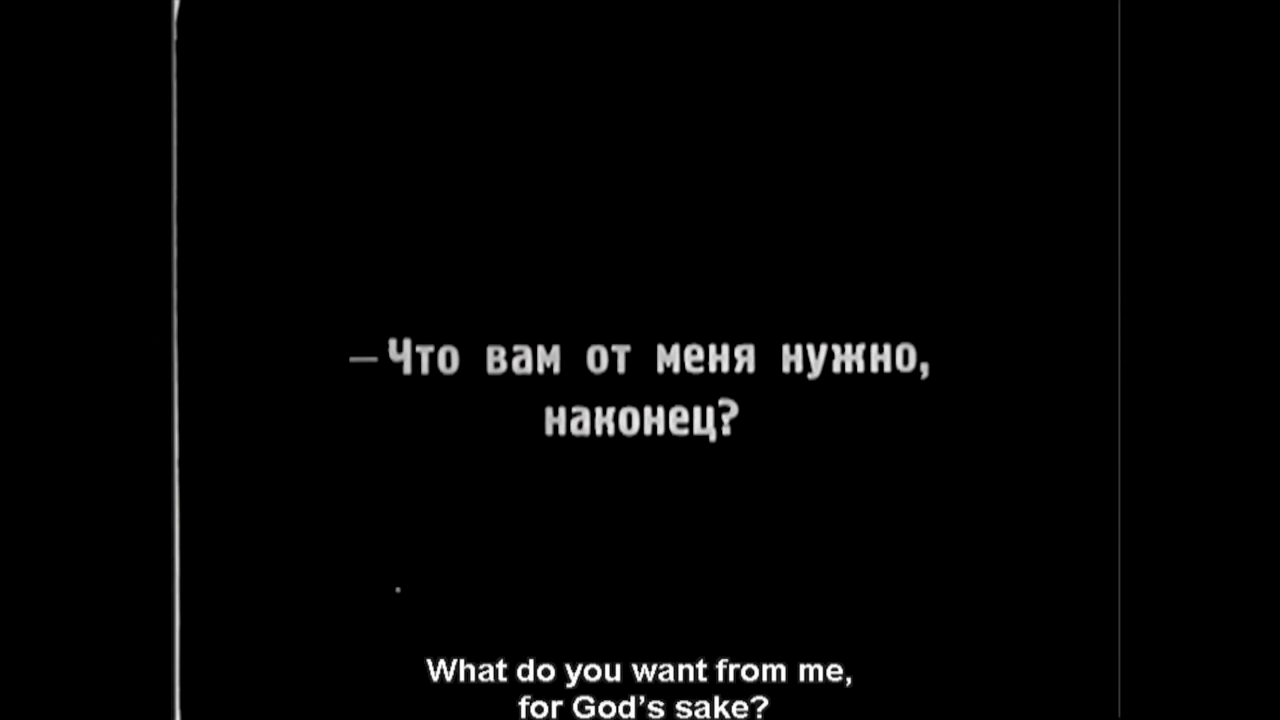 — Что вам от меня нужно,
наконец?
What do you want from me,
for God's sake?